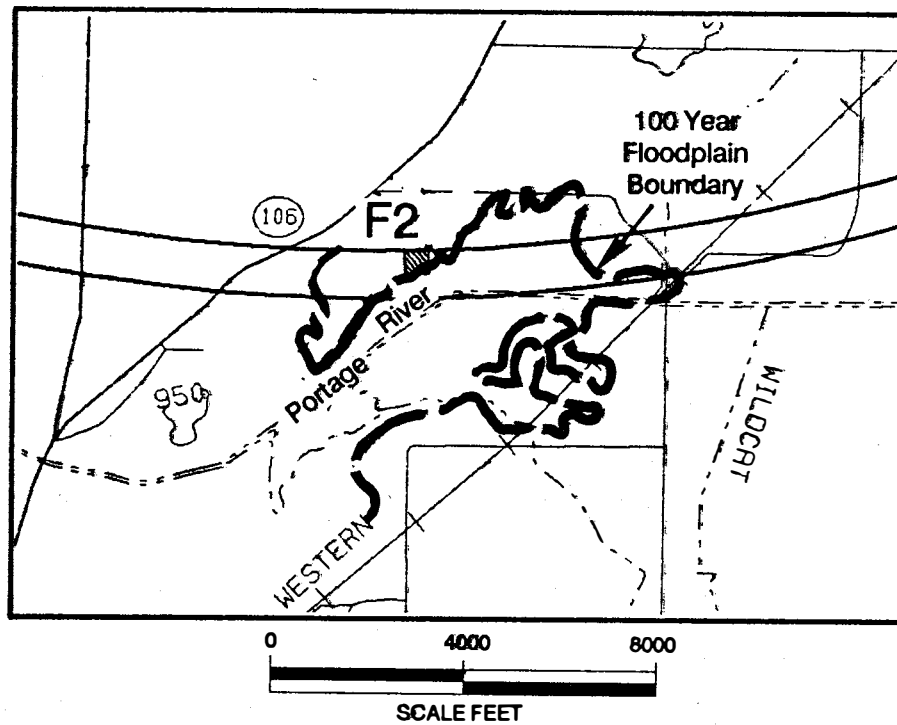 100 Year
Floodplain
Boundary
106
F2
Portage River
950
WILDCAT
WESTERN
0 4000 8000
SCALE FEET